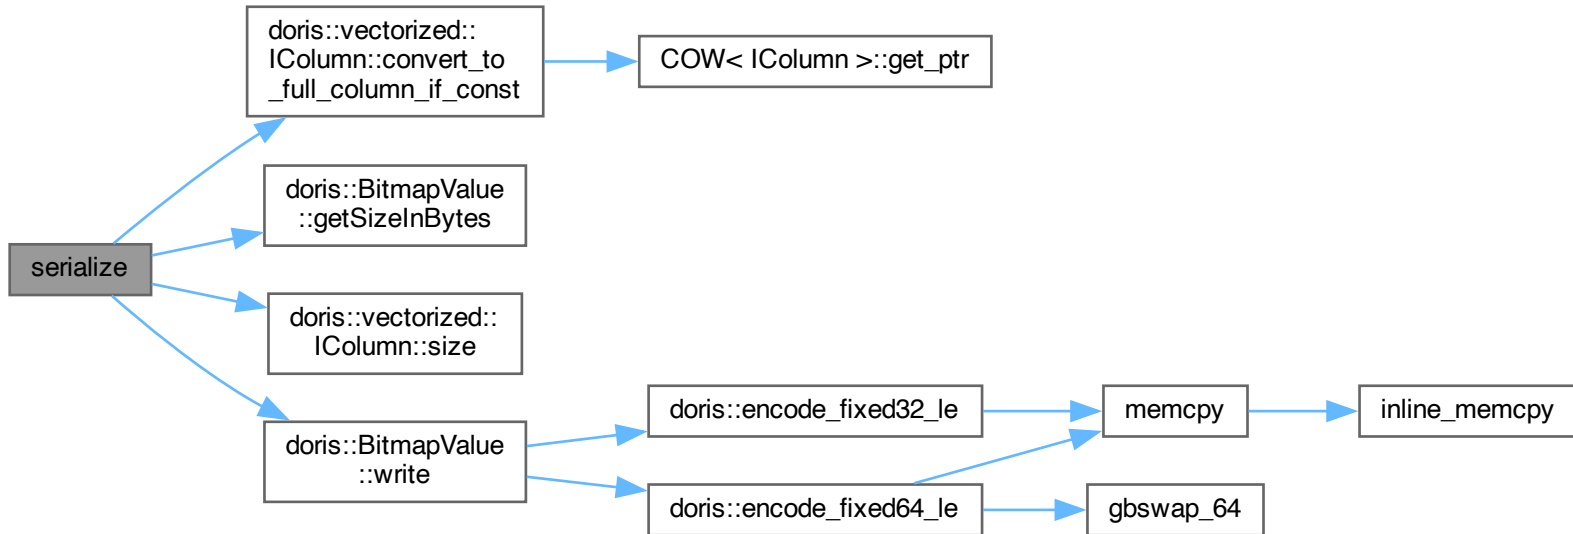 doris::vectorized::
IColumn::convert_to
_full_column_if_const
COW< IColumn >::get_ptr
doris::BitmapValue
::getSizeInBytes
serialize
doris::vectorized::
IColumn::size
doris::BitmapValue
::write
doris::encode_fixed32_le
memcpy
inline_memcpy
doris::encode_fixed64_le
gbswap_64